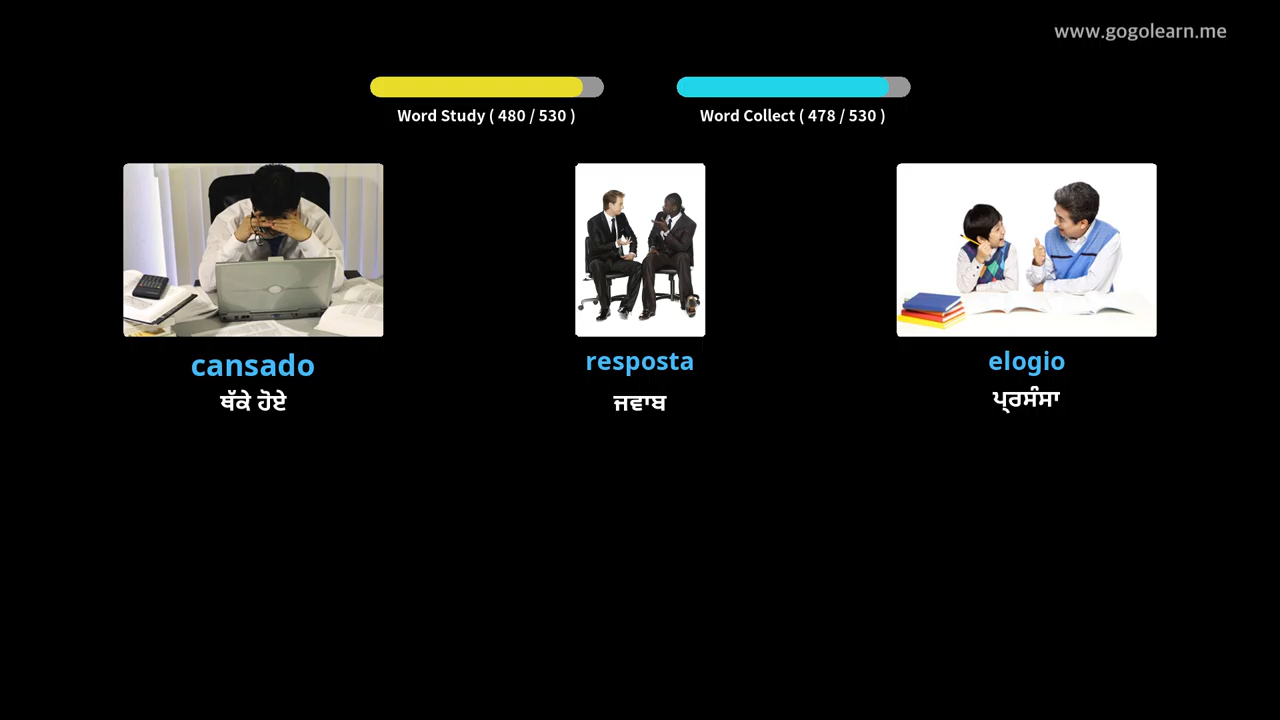 www.gogolearn.me
Word Study ( 480 / 530 )
Word Collect ( 478 / 530 )
cansado
resposta
elogio
ਥੱਕੇ ਹੋਏ
ਜਵਾਬ
ਪ੍ਰਸੰਸਾ